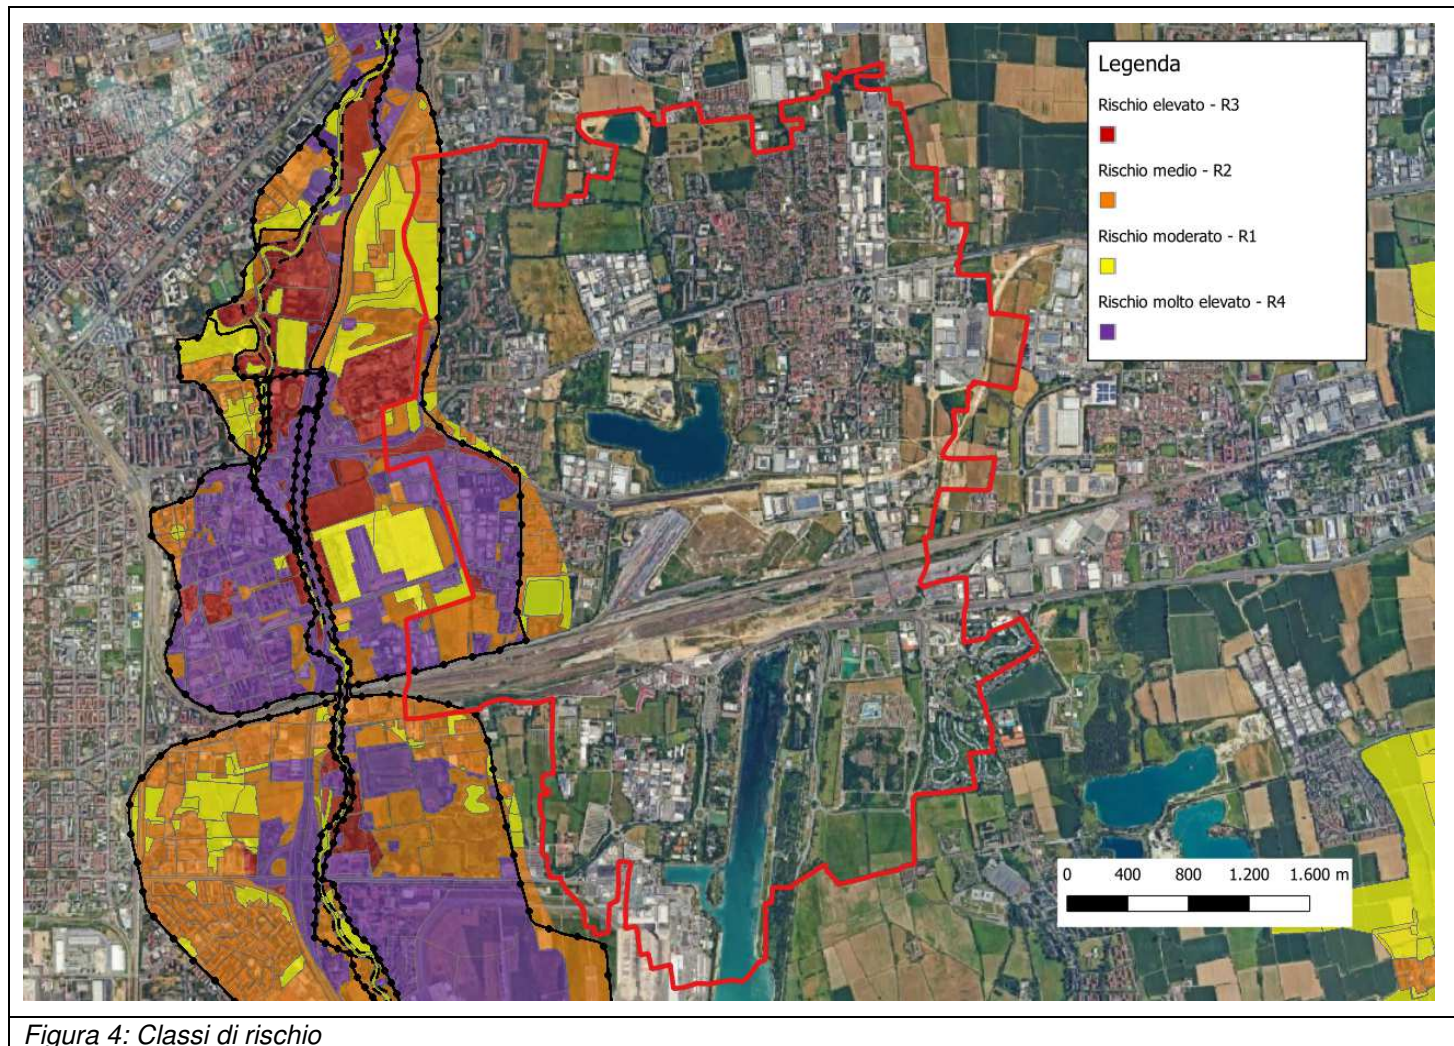 Legenda
Rischio elevato - R3
Rischio medio - R2
Rischio moderato - R1
Rischio molto elevato - R4
0 400 800 1.200 1.600 m
Figura 4: Classi di rischio